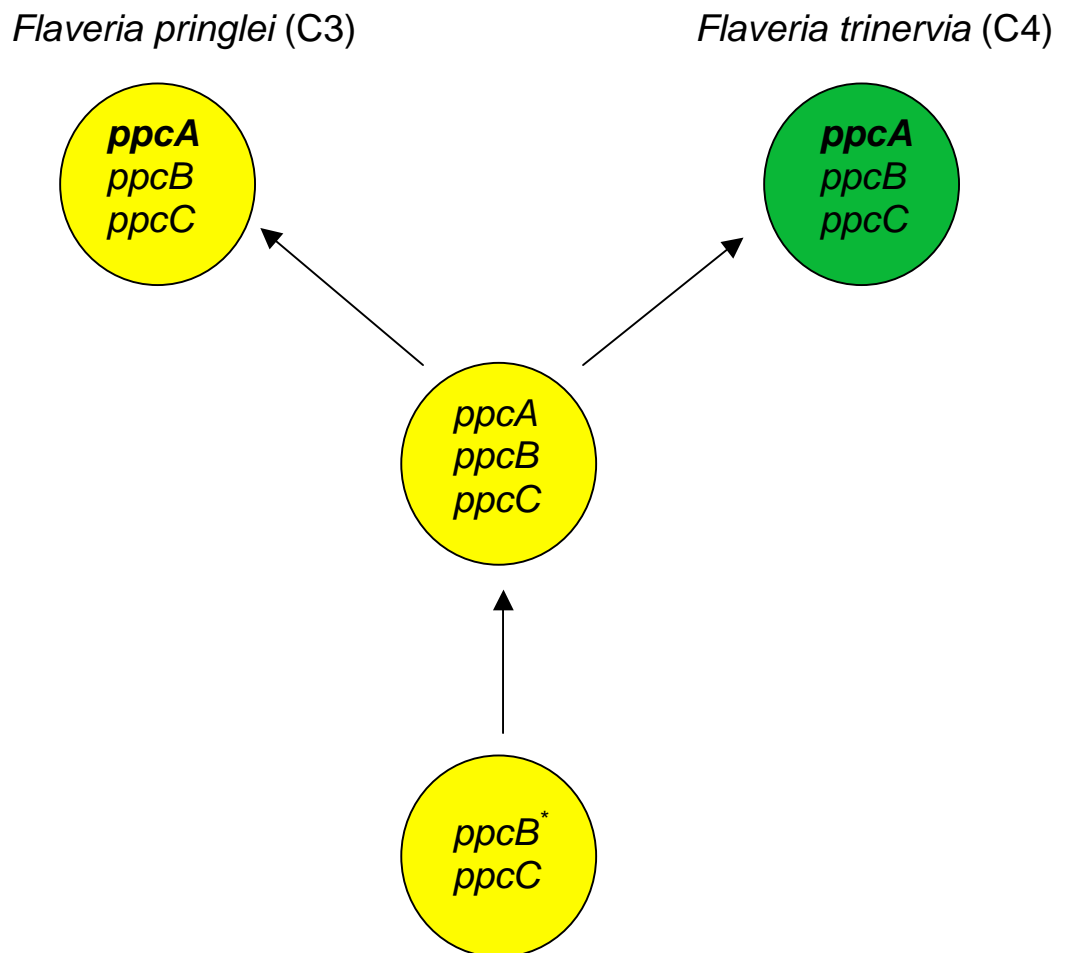 Flaveria pringlei (C3)
Flaveria trinervia (C4)
ppcA
ppcB
ppcC
ppcA
ppcB
ppcC
ppcA
ppcB
ppcC
ppcB*
ppcC